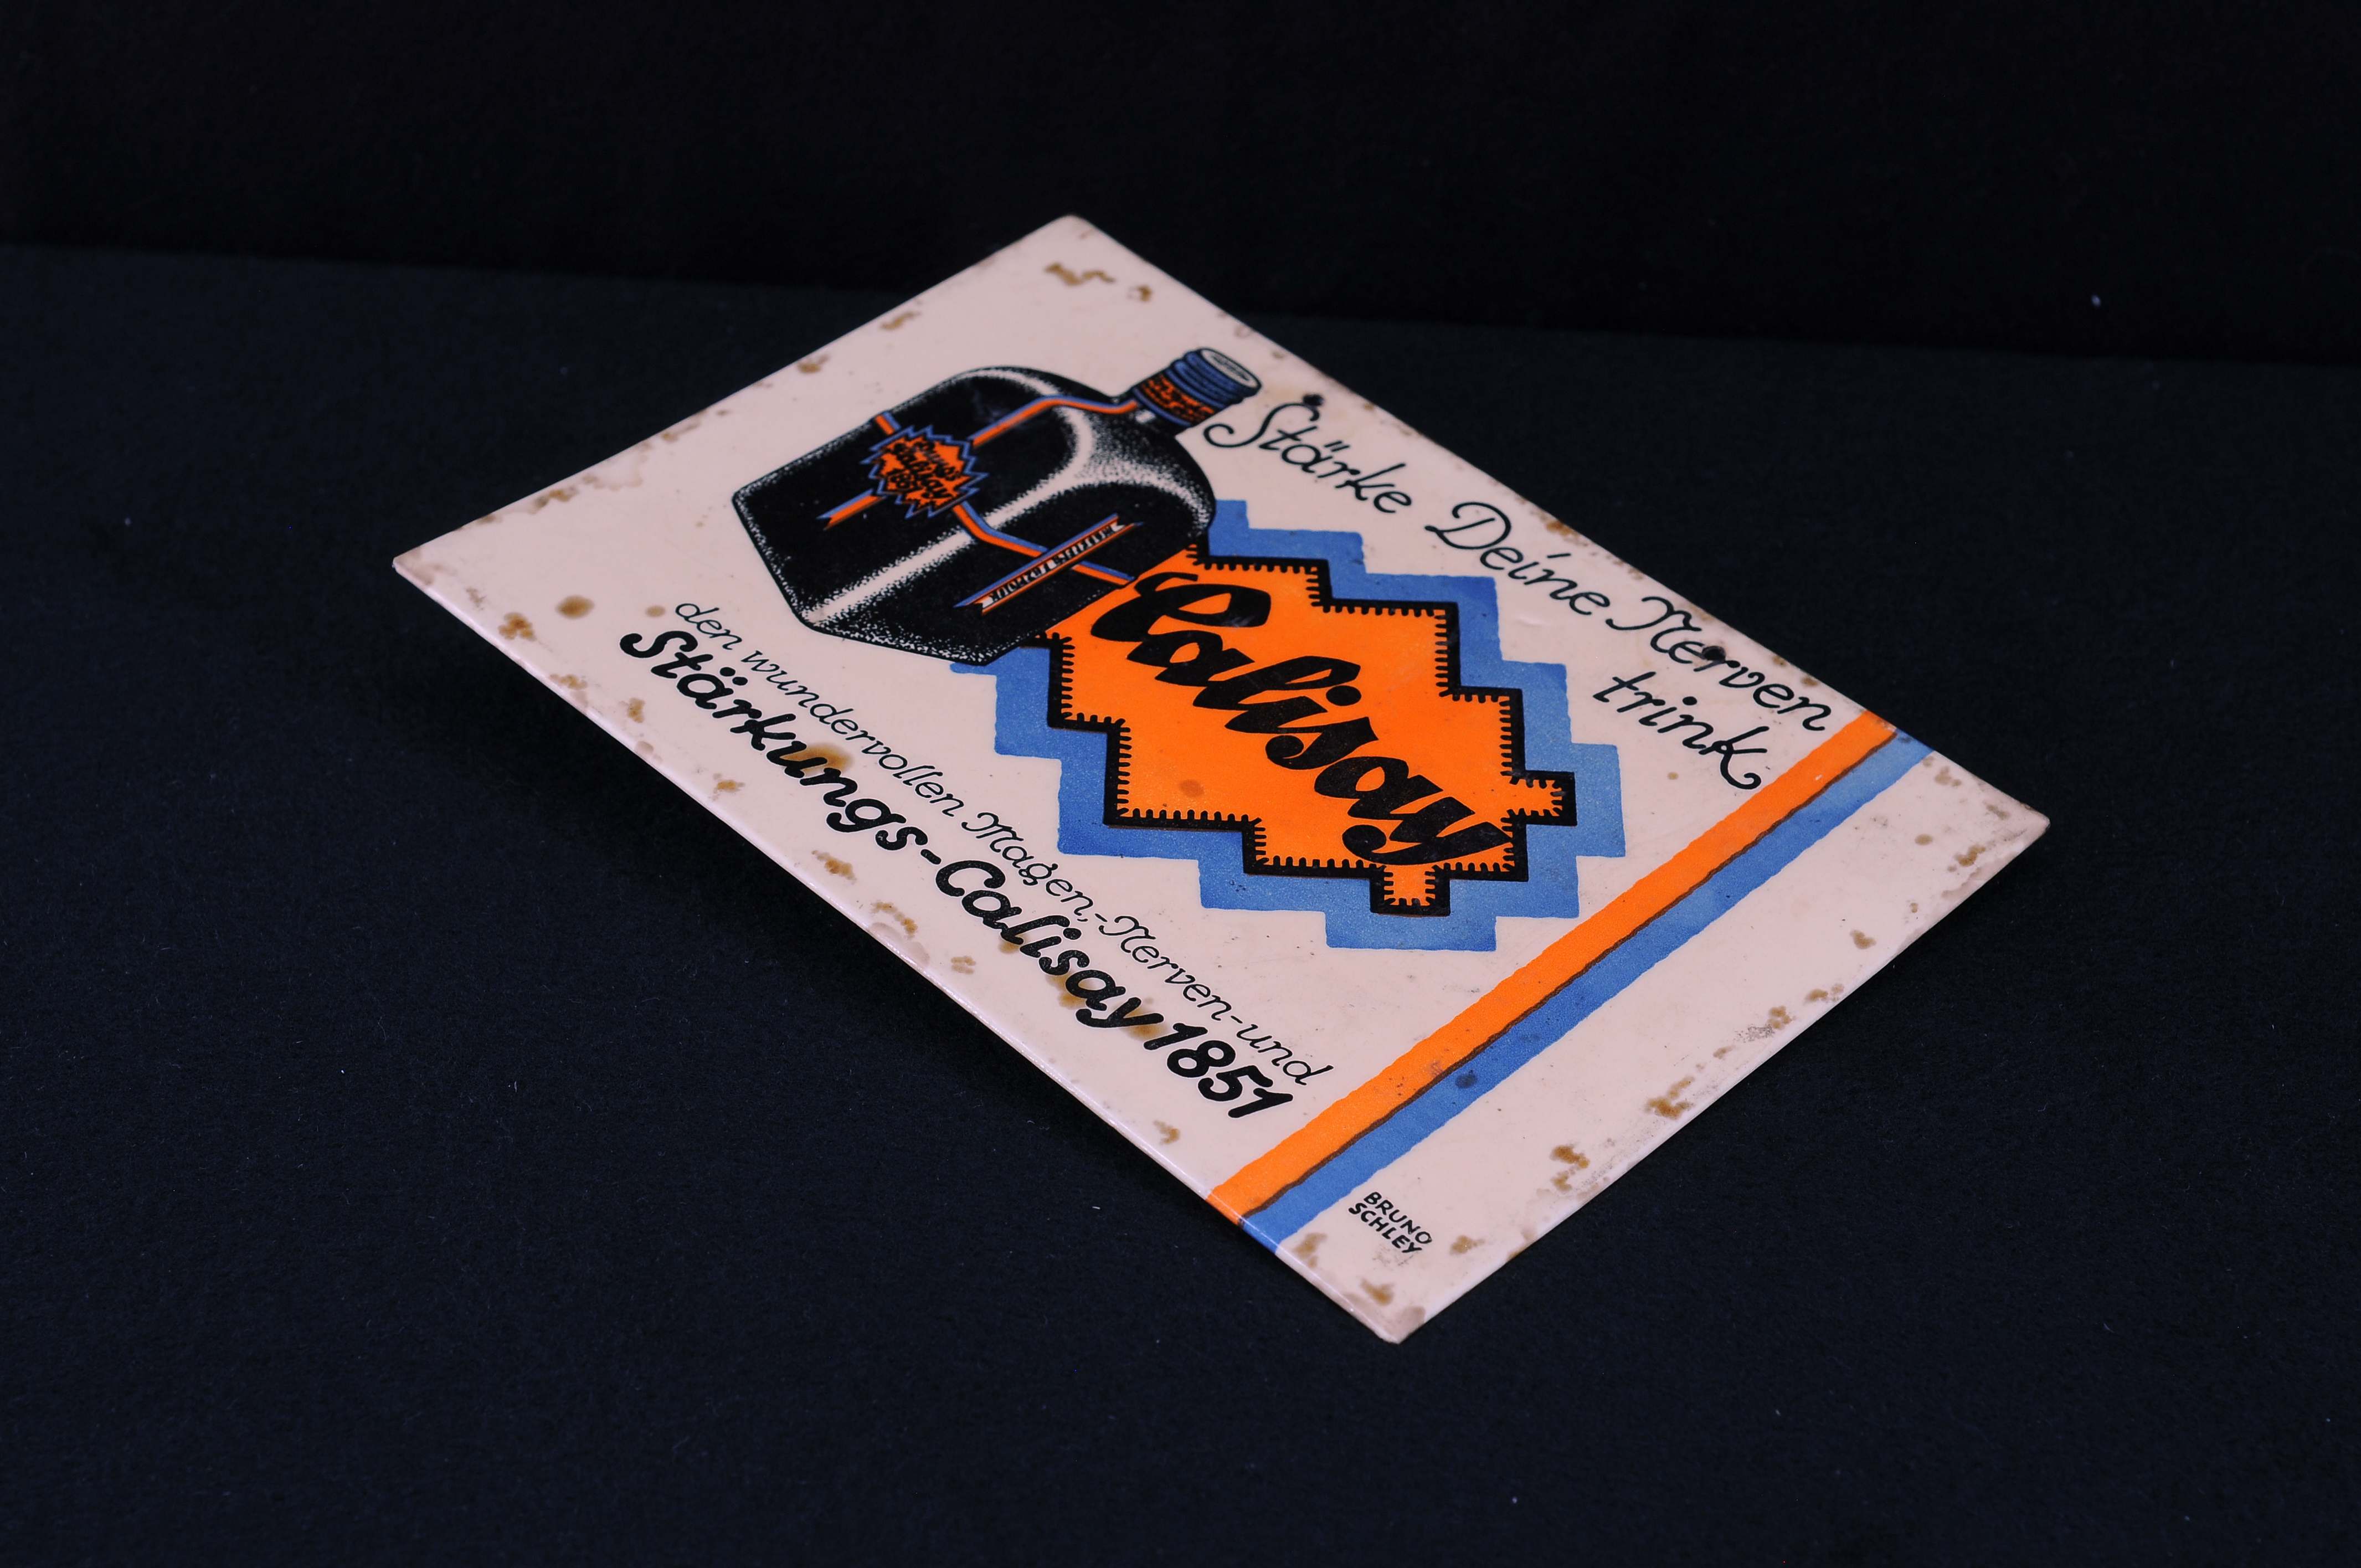 Stärke Deine Nerven
trink
Calisay
den wundervollen Magen-, Nerven- und
Stärkungs-Calisay 1851
BRUNO
SCHLEY